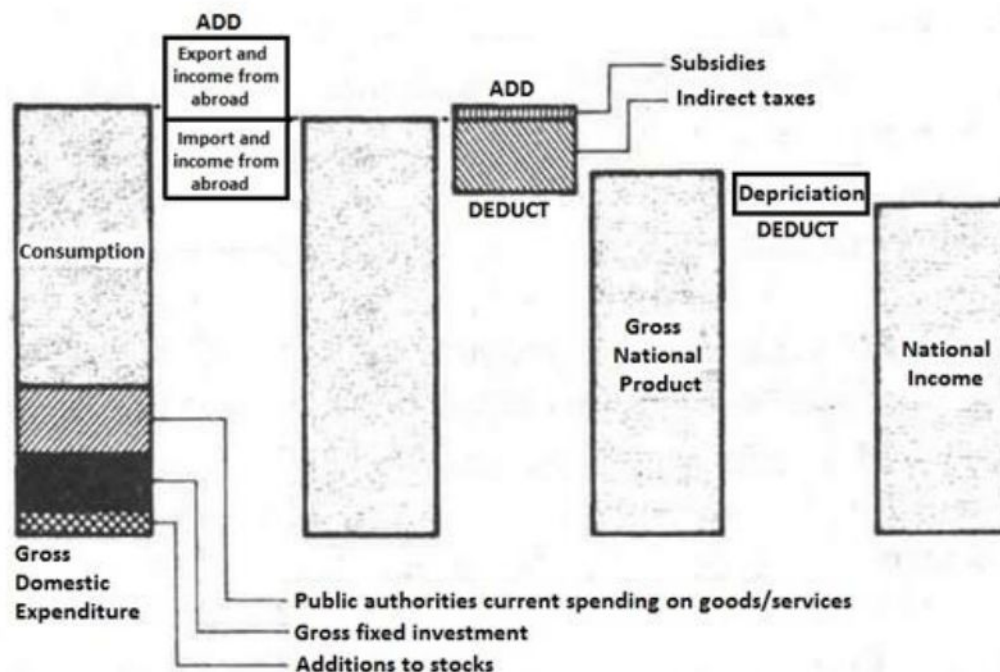 ADD
Export and
income from
abroad
Import and
income from
abroad
ADD
Subsidies
Indirect taxes
DEDUCT
Depriciation
DEDUCT
Consumption
Gross
National
Product
National
Income
Gross
Domestic
Expenditure
Public authorities current spending on goods/services
Gross fixed investment
Additions to stocks